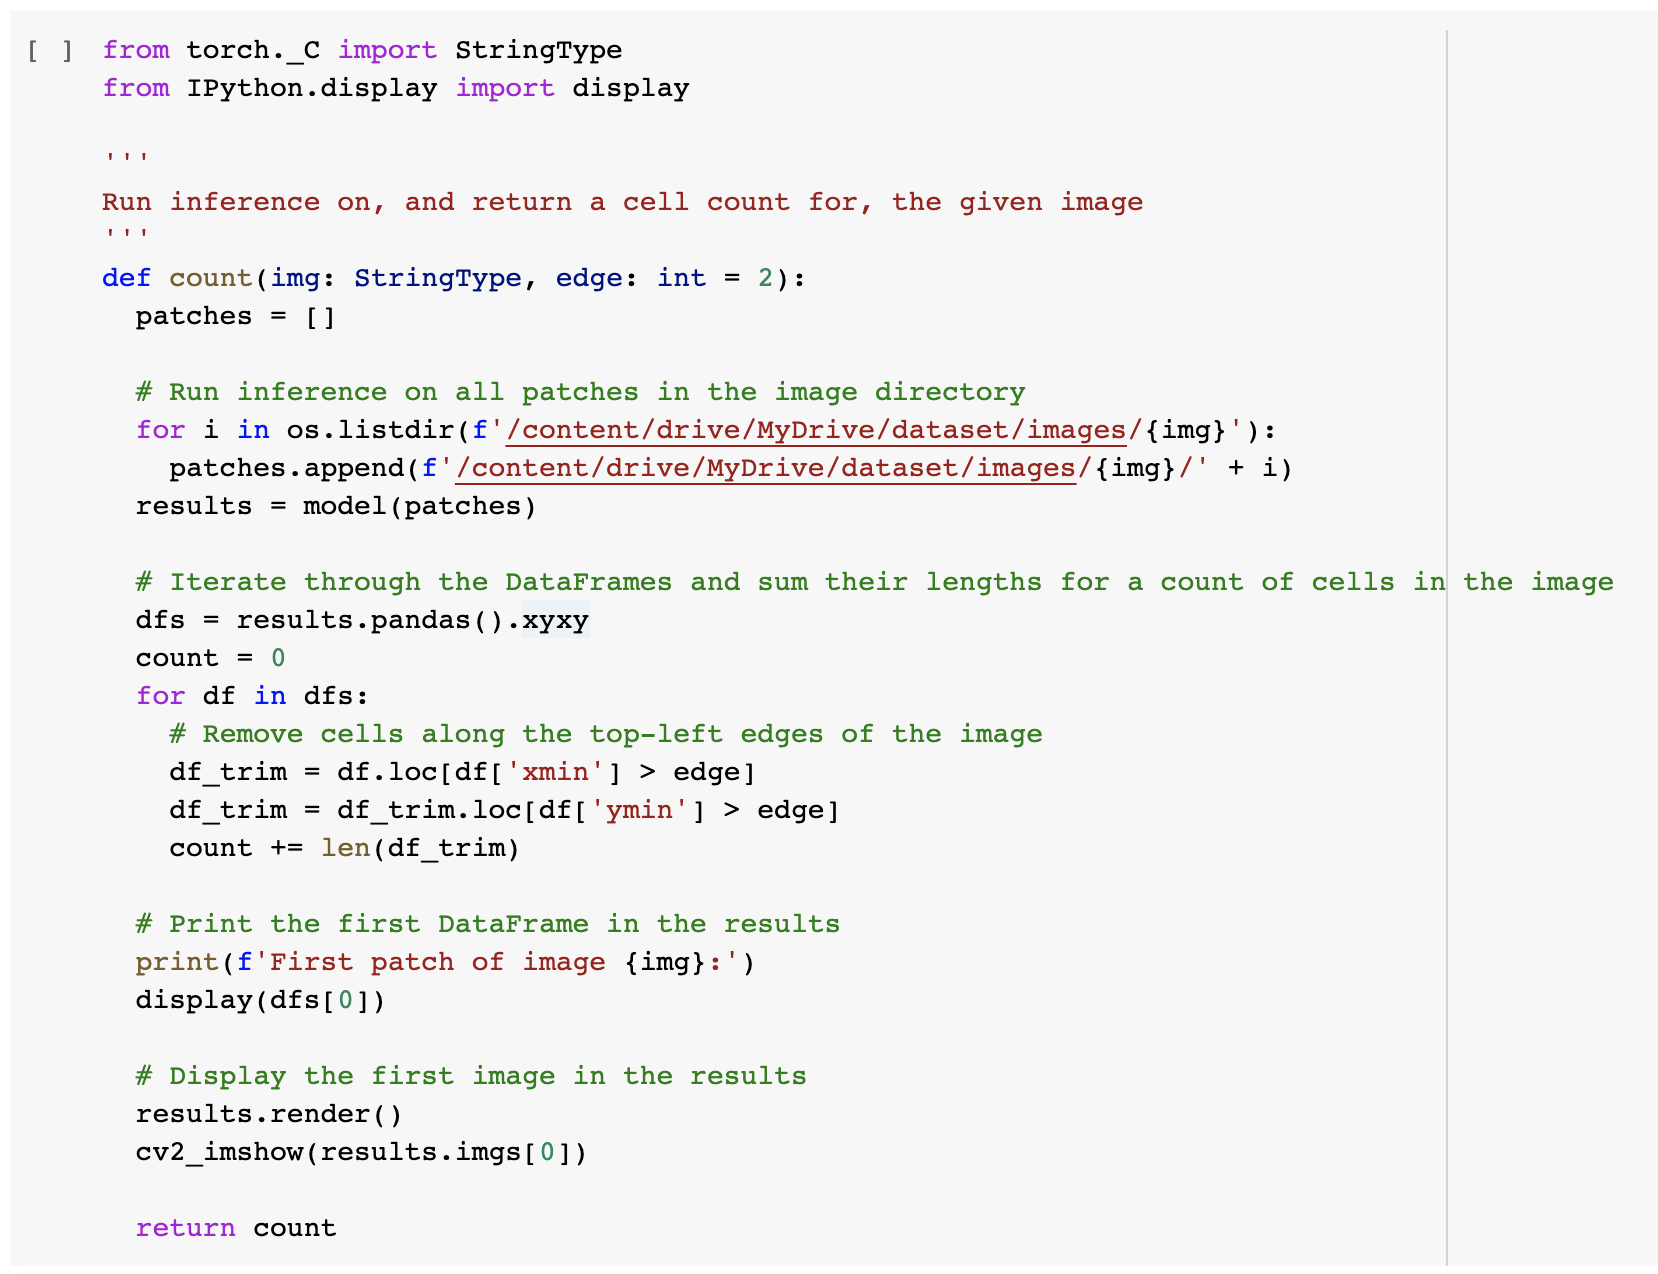 [ ] from torch._C import StringType
from IPython.display import display
'''
Run inference on, and return a cell count for, the given image
'''
def count(img: StringType, edge: int = 2):
  patches = []
  # Run inference on all patches in the image directory
  for i in os.listdir(f'/content/drive/MyDrive/dataset/images/{img}'):
    patches.append(f'/content/drive/MyDrive/dataset/images/{img}/' + i)
  results = model(patches)
  # Iterate through the DataFrames and sum their lengths for a count of cells in the image
  dfs = results.pandas().xyxy
  count = 0
  for df in dfs:
    # Remove cells along the top-left edges of the image
    df_trim = df.loc[df['xmin'] > edge]
    df_trim = df_trim.loc[df['ymin'] > edge]
    count += len(df_trim)
  # Print the first DataFrame in the results
  print(f'First patch of image {img}:')
  display(dfs[0])
  # Display the first image in the results
  results.render()
  cv2_imshow(results.imgs[0])
  return count